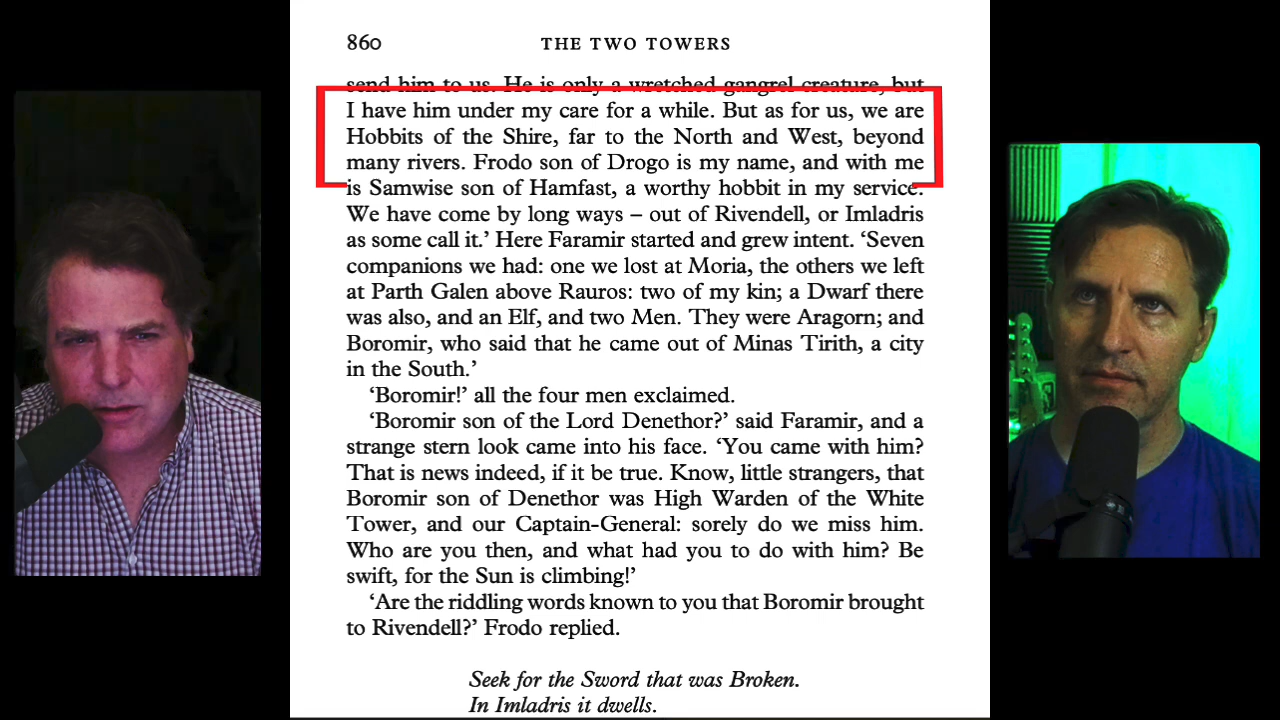 860 THE TWO TOWERS
send him to us. He is only a wretched gangrel creature, but
I have him under my care for a while. But as for us, we are
Hobbits of the Shire, far to the North and West, beyond
many rivers. Frodo son of Drogo is my name, and with me
is Samwise son of Hamfast, a worthy hobbit in my service.
We have come by long ways – out of Rivendell, or Imladris
as some call it.’ Here Faramir started and grew intent. ‘Seven
companions we had: one we lost at Moria, the others we left
at Parth Galen above Rauros: two of my kin; a Dwarf there
was also, and an Elf, and two Men. They were Aragorn; and
Boromir, who said that he came out of Minas Tirith, a city
in the South.’
‘Boromir!’ all the four men exclaimed.
‘Boromir son of the Lord Denethor?’ said Faramir, and a
strange stern look came into his face. ‘You came with him?
That is news indeed, if it be true. Know, little strangers, that
Boromir son of Denethor was High Warden of the White
Tower, and our Captain-General: sorely do we miss him.
Who are you then, and what had you to do with him? Be
swift, for the Sun is climbing!’
‘Are the riddling words known to you that Boromir brought
to Rivendell?’ Frodo replied.
Seek for the Sword that was Broken.
In Imladris it dwells.